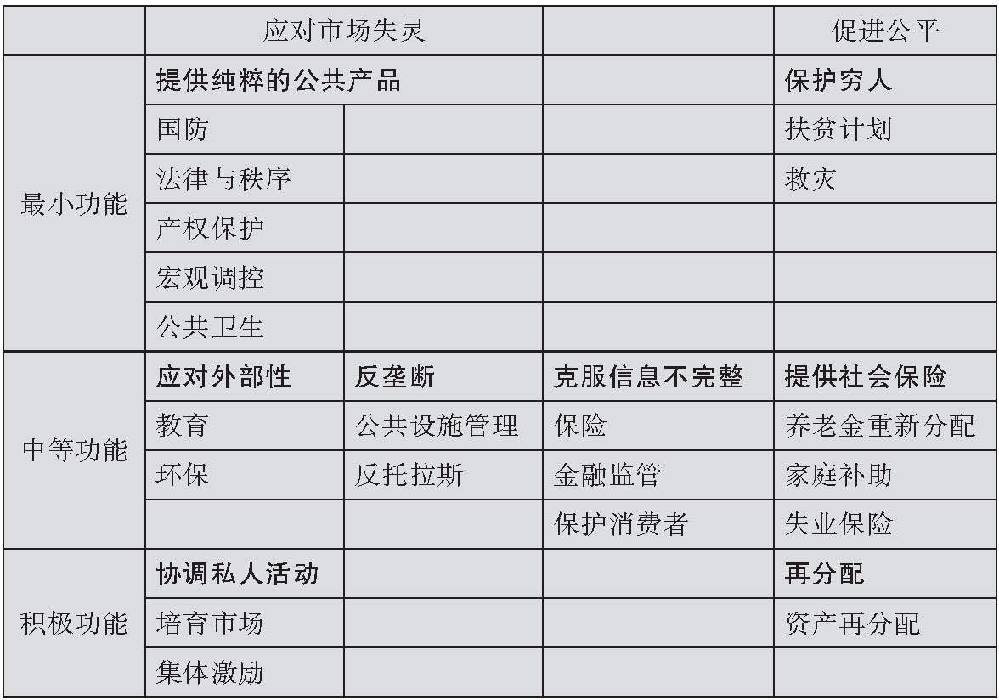 应对市场失灵 促进公平
提供纯粹的公共产品 保护穷人
国防 扶贫计划
法律与秩序 救灾
最小功能
产权保护
宏观调控
公共卫生
应对外部性 反垄断 克服信息不完整 提供社会保险
教育 公共设施管理 保险 养老金重新分配
中等功能
环保 反托拉斯 金融监管 家庭补助
保护消费者 失业保险
协调私人活动 再分配
积极功能
培育市场 资产再分配
集体激励